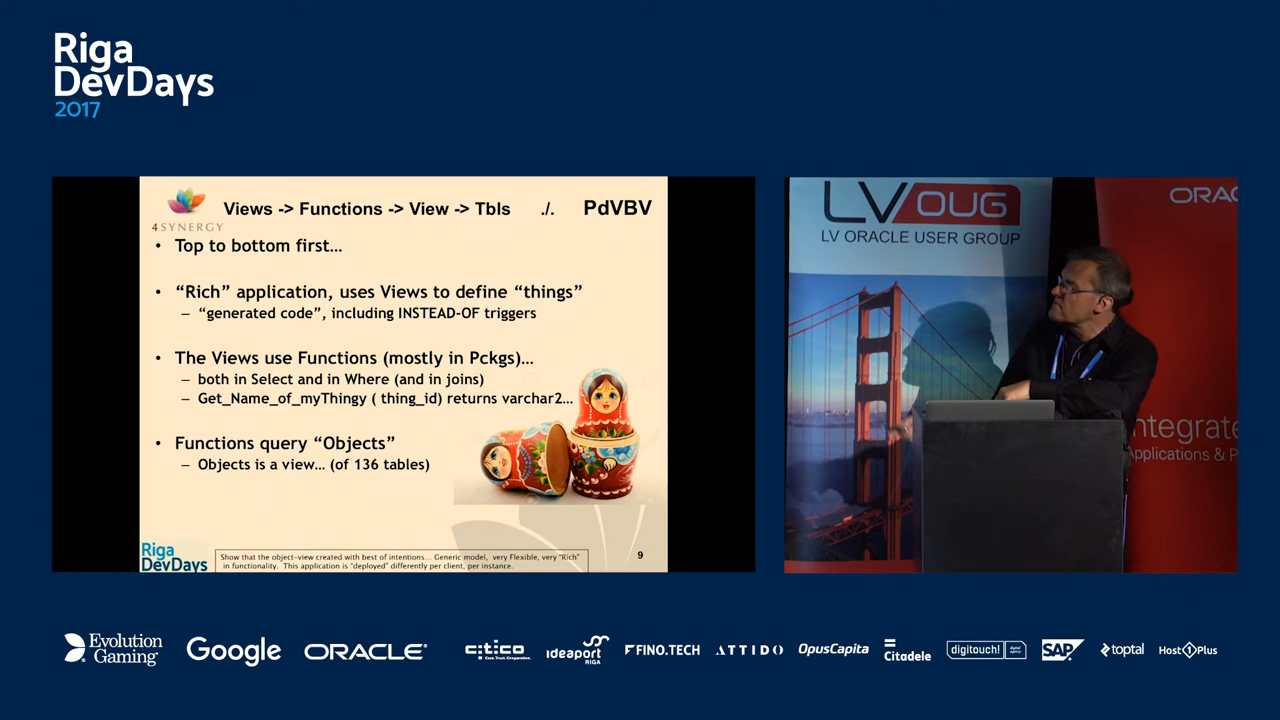 Riga
DevDays
2017
4SYNERGY
Views -> Functions -> View -> Tbls ./. PdVBV
• Top to bottom first…
• “Rich” application, uses Views to define “things”
– “generated code”, including INSTEAD-OF triggers
• The Views use Functions (mostly in Pckgs)…
– both in Select and in Where (and in joins)
– Get_Name_of_myThingy ( thing_id) returns varchar2…
• Functions query “Objects”
– Objects is a view… (of 136 tables)
Riga
DevDays
Show that the object-view created with best of intentions… Generic model, very Flexible, very “Rich”
in functionality. This application is “deployed” differently per client, per instance.
9
LV OUG
LV ORACLE USER GROUP
ORAC
ntegrate
Applications & P
Evolution
Gaming
Google
ORACLE
citico
Care. Trust. Cooperation.
ideaport
RIGA
FINO.TECH
ATTIDO
OpusCapita
Citadele
digitouch!
SAP
toptal
Host1Plus